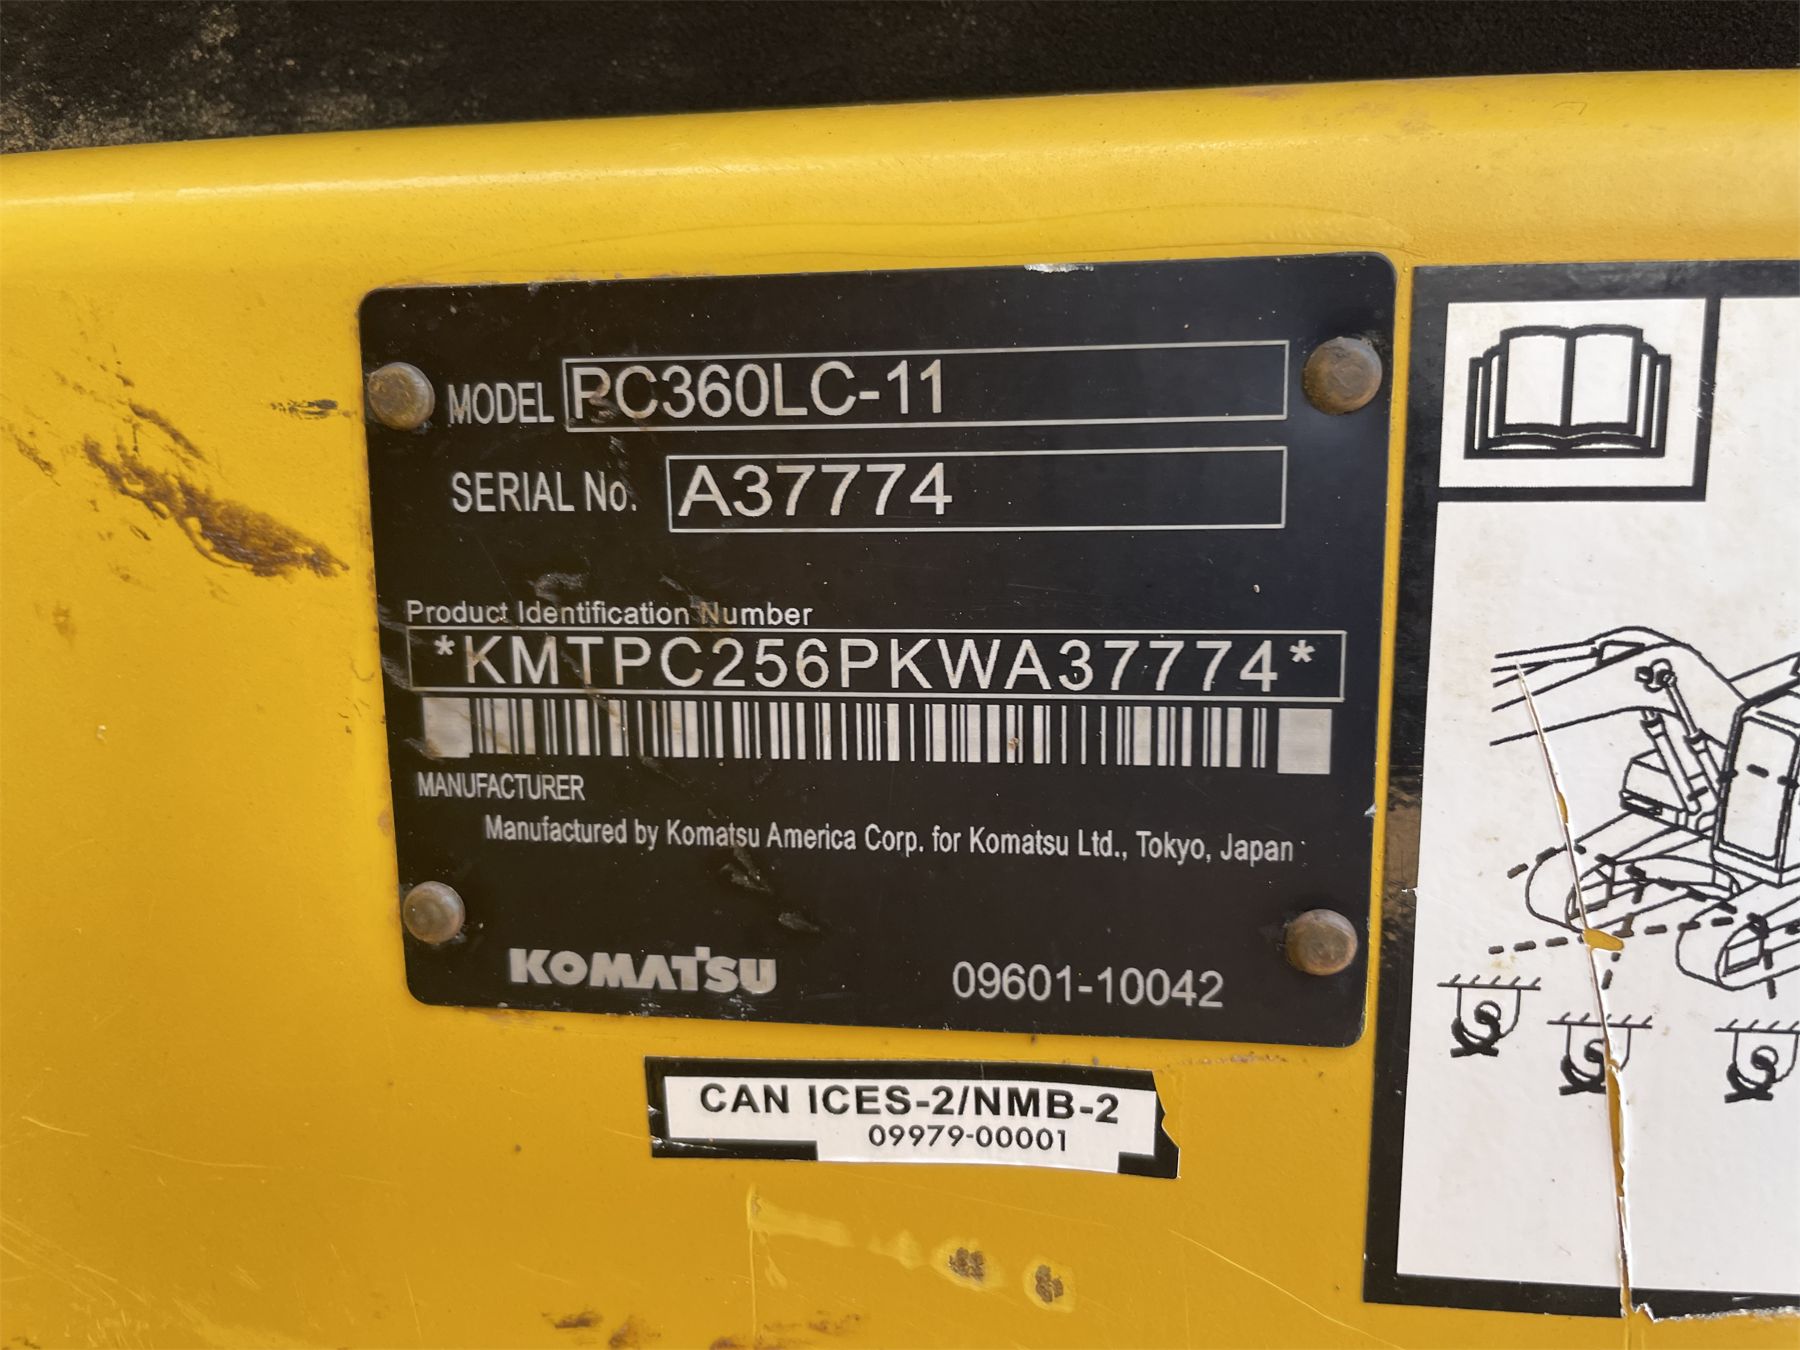 MODEL PC360LC-11
SERIAL No. A37774
Product Identification Number
*KMTPC256PKWA37774*
MANUFACTURER
Manufactured by Komatsu America Corp. for Komatsu Ltd., Tokyo, Japan
KOMATSU 09601-10042
CAN ICES-2/NMB-2
09979-00001